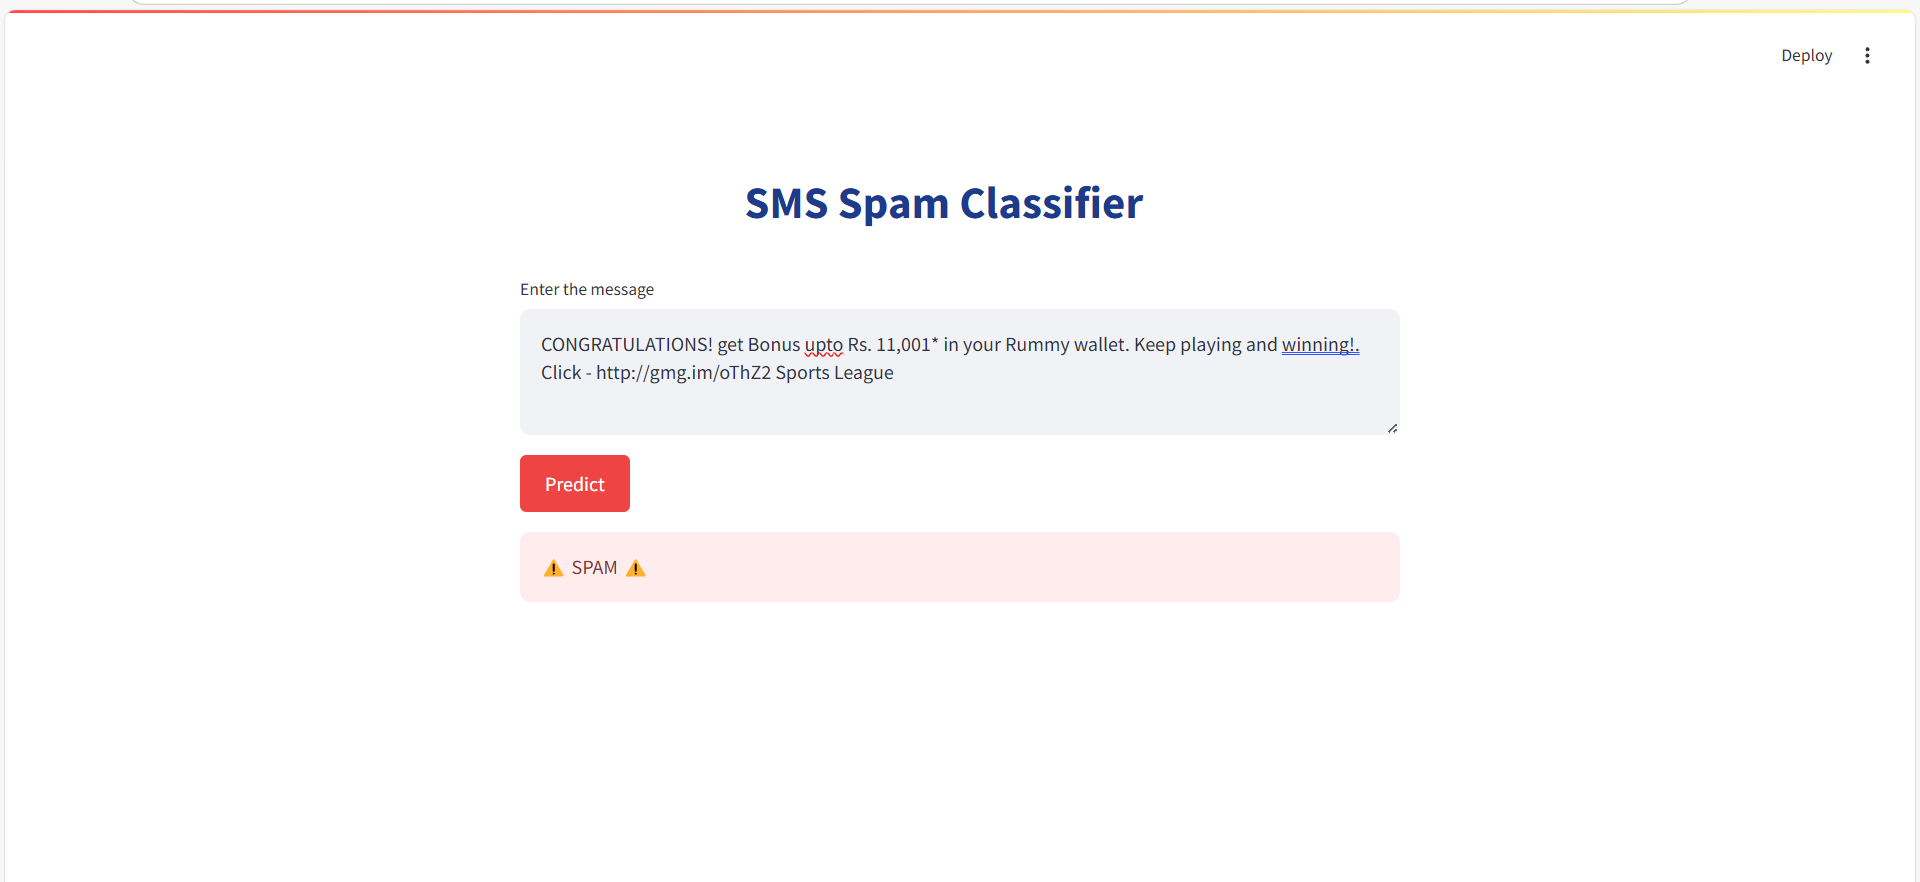 Deploy
SMS Spam Classifier
Enter the message
CONGRATULATIONS! get Bonus upto Rs. 11,001* in your Rummy wallet. Keep playing and winning!.
Click - http://gmg.im/oThZ2 Sports League
Predict
⚠️ SPAM ⚠️